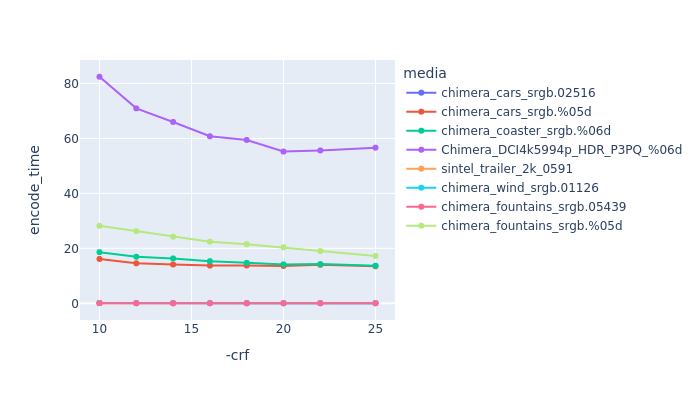 media
chimera_cars_srgb.02516
chimera_cars_srgb.%05d
chimera_coaster_srgb.%06d
Chimera_DCI4k5994p_HDR_P3PQ_%06d
sintel_trailer_2k_0591
chimera_wind_srgb.01126
chimera_fountains_srgb.05439
chimera_fountains_srgb.%05d
encode_time
80
60
40
20
0
10
15
20
25
-crf